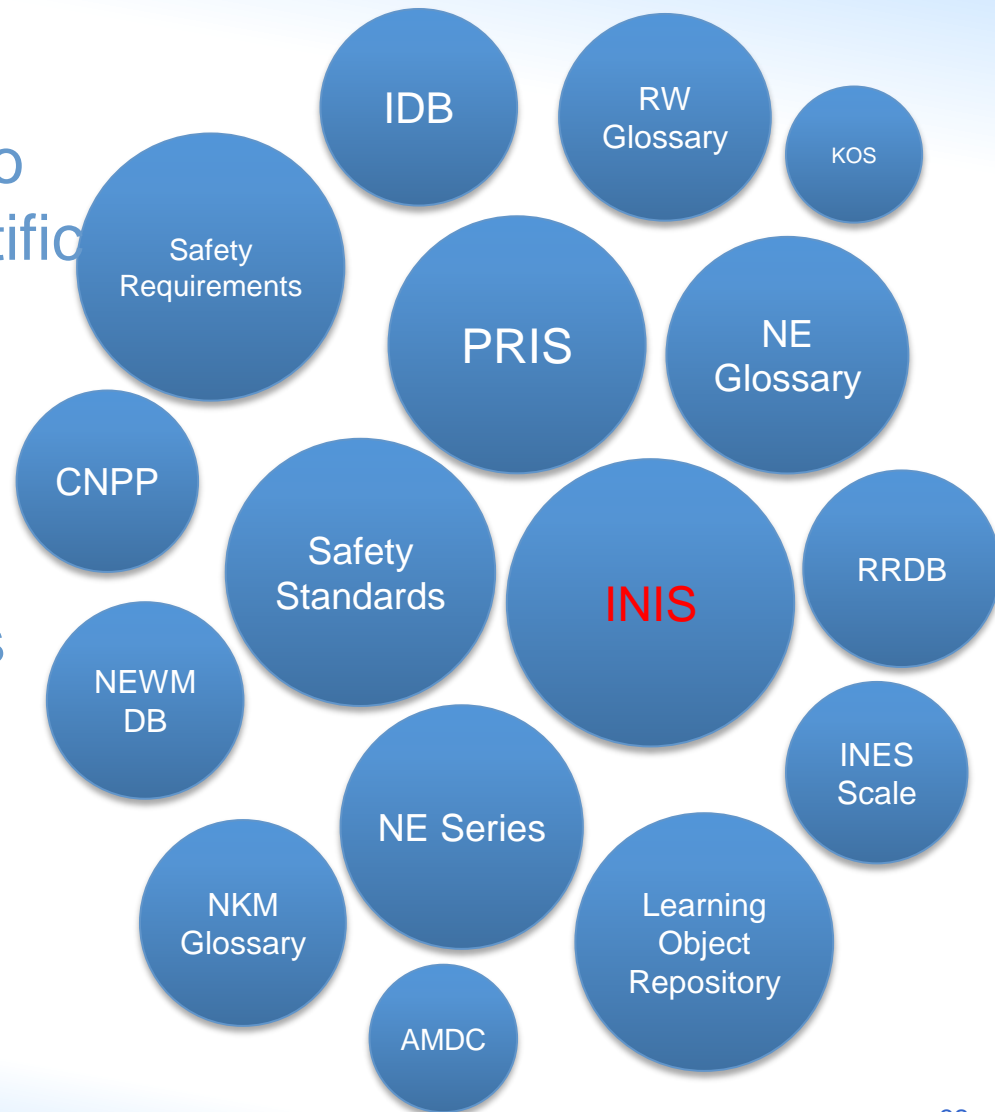 IDB
RW
Glossary
KOS
Safety
Requirements
PRIS
NE
Glossary
CNPP
Safety
Standards
INIS
RRDB
NEWM
DB
INES
Scale
NE Series
NKM
Glossary
Learning
Object
Repository
AMDC